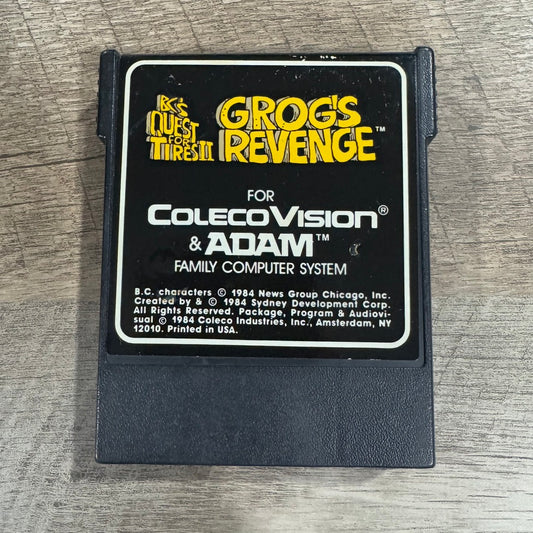 B.C.'s
QUEST
FOR
TIRES II
GROG'S
REVENGE™
FOR
COLECOVISION®
& ADAM™
FAMILY COMPUTER SYSTEM
B.C. characters © 1984 News Group Chicago, Inc.
Created by & © 1984 Sydney Development Corp.
All Rights Reserved. Package, Program & Audiovi-
sual © 1984 Coleco Industries, Inc., Amsterdam, NY
12010. Printed in USA.